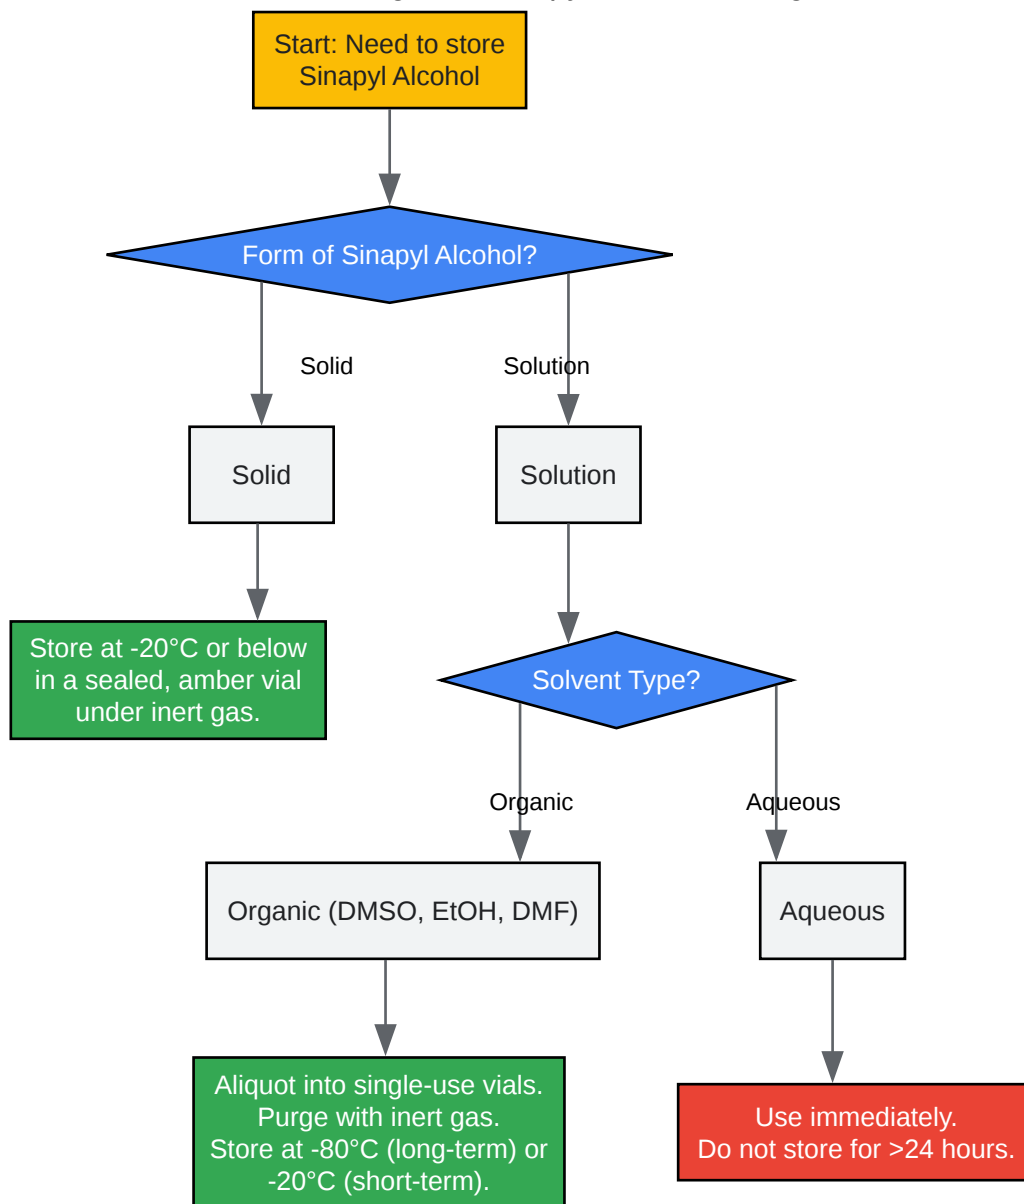 Start: Need to store
Sinapyl Alcohol
Form of Sinapyl Alcohol?
Solid
Solution
Solid
Solution
Store at -20°C or below
in a sealed, amber vial
under inert gas.
Solvent Type?
Organic
Aqueous
Organic (DMSO, EtOH, DMF)
Aqueous
Aliquot into single-use vials.
Purge with inert gas.
Store at -80°C (long-term) or
-20°C (short-term).
Use immediately.
Do not store for >24 hours.